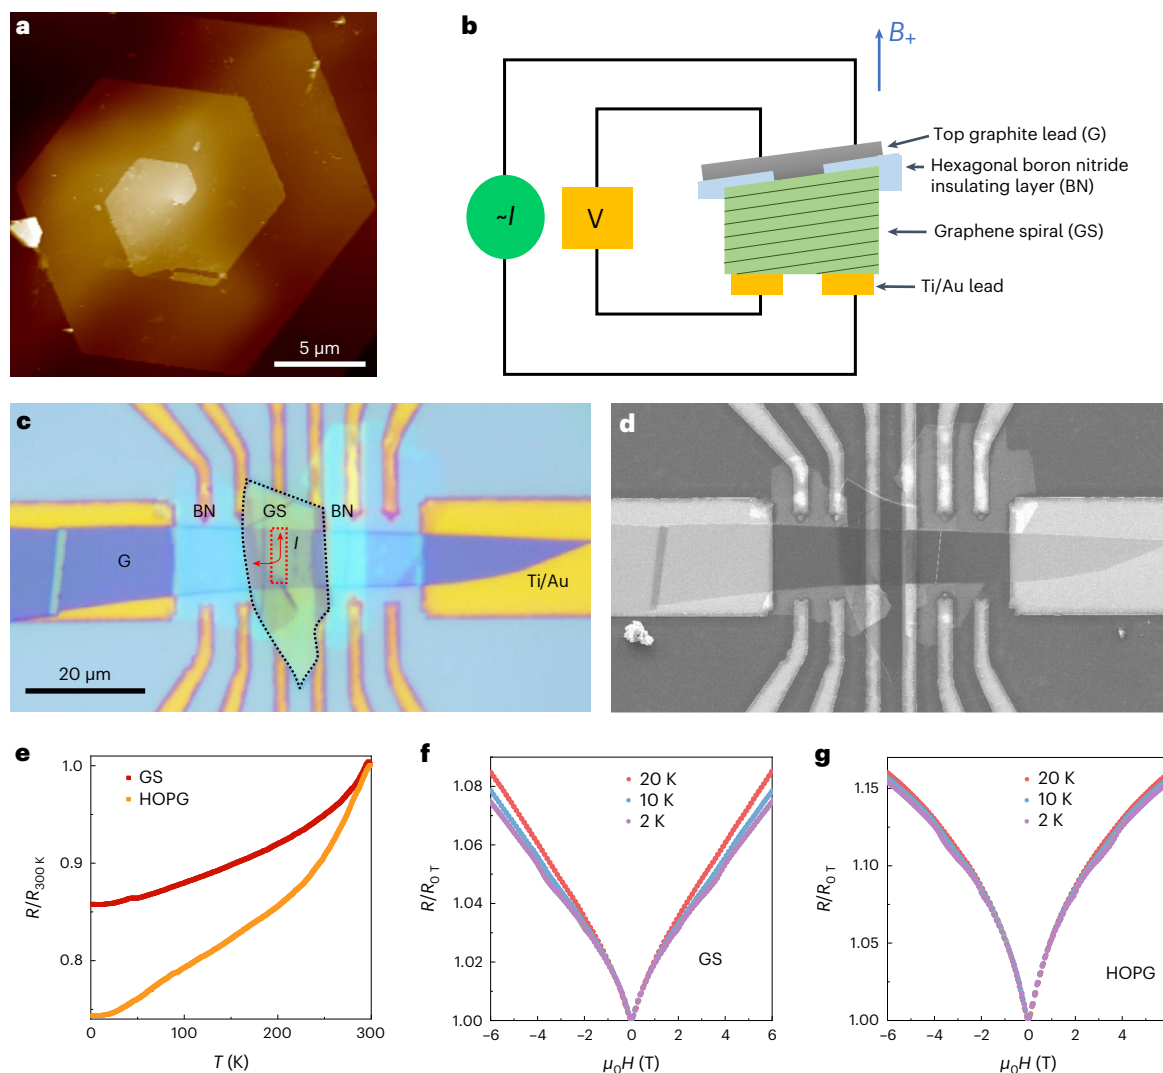 a
5 µm
b
B+
~I
V
Top graphite lead (G)
Hexagonal boron nitride
insulating layer (BN)
Graphene spiral (GS)
Ti/Au lead
c
BN
GS
BN
I
G
Ti/Au
20 µm
d
e
1.0
0.9
0.8
R/R300 K
GS
HOPG
0
100
200
300
T (K)
f
1.08
1.06
1.04
1.02
1.00
R/R0 T
20 K
10 K
2 K
GS
−6
−4
−2
0
2
4
6
µ0H (T)
g
1.15
1.10
1.05
1.00
R/R0 T
20 K
10 K
2 K
HOPG
−6
−4
−2
0
2
4
6
µ0H (T)